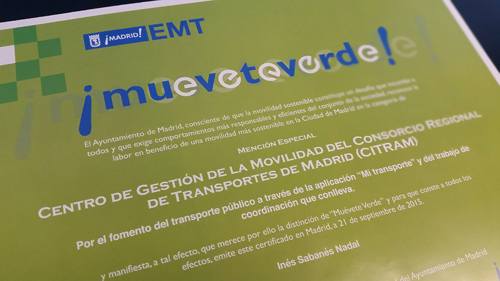 ¡MADRID! EMT
¡mueveteverde!
El Ayuntamiento de Madrid, consciente de que la movilidad sostenible constituye un desafío que incumbe a
todos y que exige comportamientos más responsables y eficientes del conjunto de la sociedad, reconoce la
labor en beneficio de una movilidad más sostenible en la Ciudad de Madrid en la categoría de
MENCIÓN ESPECIAL
CENTRO DE GESTIÓN DE LA MOVILIDAD DEL CONSORCIO REGIONAL
DE TRANSPORTES DE MADRID (CITRAM)
Por el fomento del transporte público a través de la aplicación "Mi transporte" y del trabajo de
coordinación que conlleva.
y manifiesta, a tal efecto, que merece por ello la distinción de "Muévete Verde" y para que conste a todos los
efectos, emite este certificado en Madrid, a 21 de septiembre de 2015.
Inés Sabanés Nadal
del Ayuntamiento de Madrid